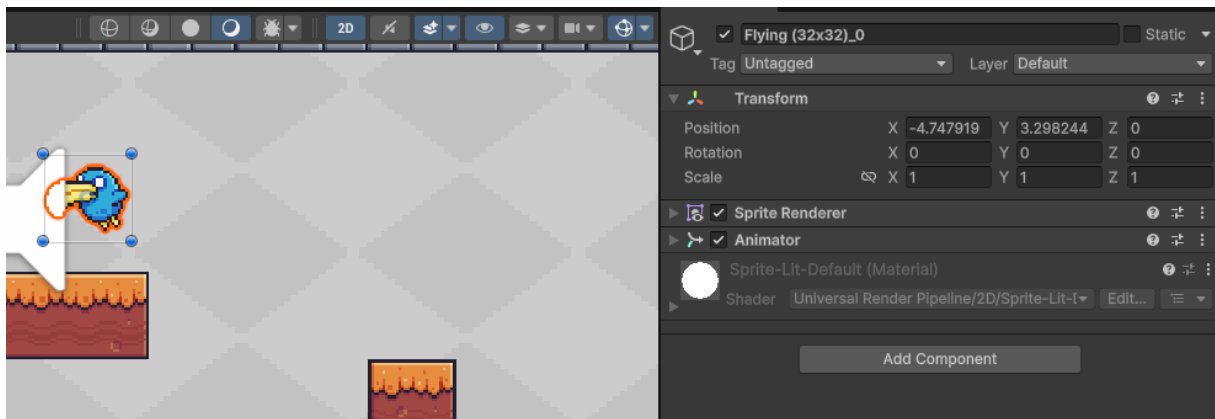 2D
Flying (32x32)_0 Static
Tag Untagged Layer Default
Transform
Position X -4.747919 Y 3.298244 Z 0
Rotation X 0 Y 0 Z 0
Scale X 1 Y 1 Z 1
Sprite Renderer
Animator
Sprite-Lit-Default (Material)
Shader Universal Render Pipeline/2D/Sprite-Lit-D Edit...
Add Component